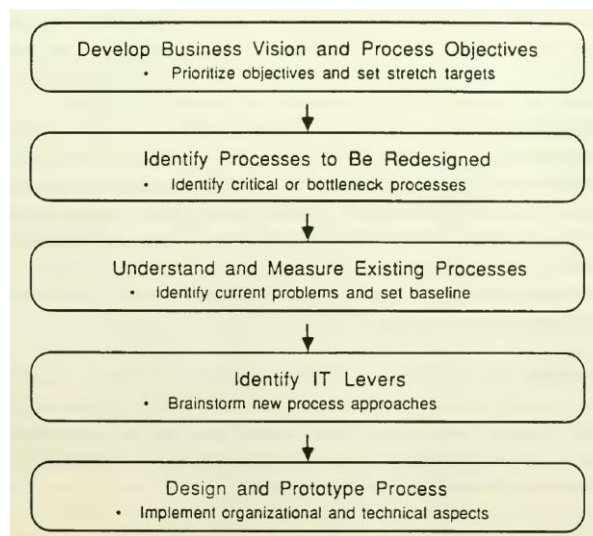 Develop Business Vision and Process Objectives
• Prioritize objectives and set stretch targets
Identify Processes to Be Redesigned
• Identify critical or bottleneck processes
Understand and Measure Existing Processes
• Identify current problems and set baseline
Identify IT Levers
• Brainstorm new process approaches
Design and Prototype Process
• Implement organizational and technical aspects